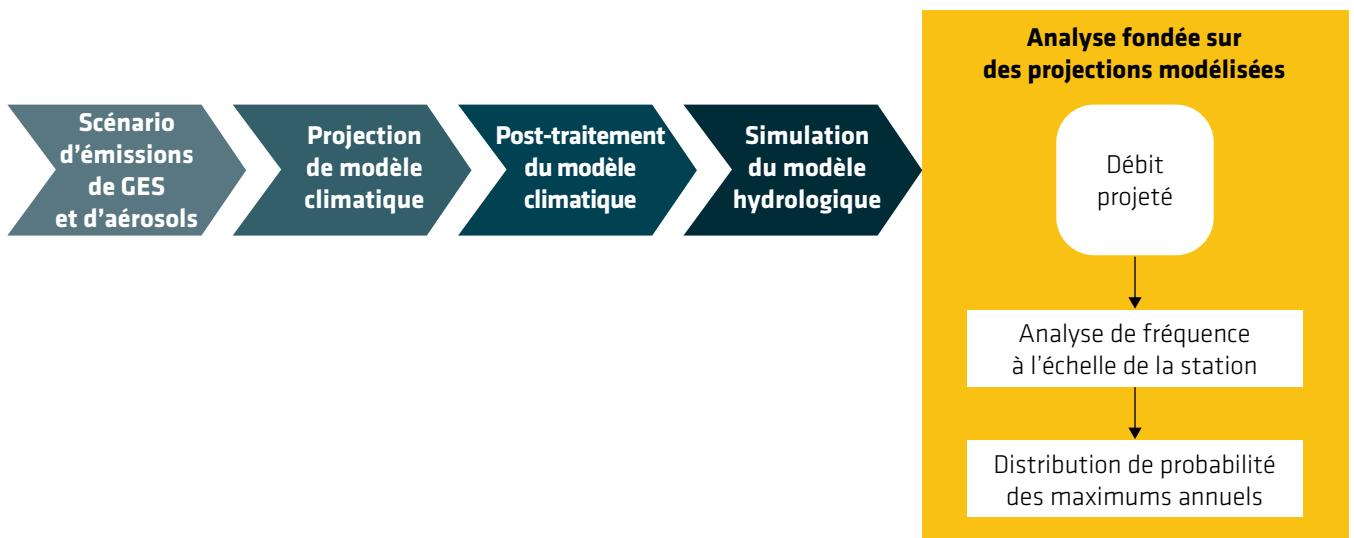 Scénario
d'émissions
de GES
et d'aérosols
Projection
de modèle
climatique
Post-traitement
du modèle
climatique
Simulation
du modèle
hydrologique
Analyse fondée sur
des projections modélisées
Débit
projeté
Analyse de fréquence
à l'échelle de la station
Distribution de probabilité
des maximums annuels